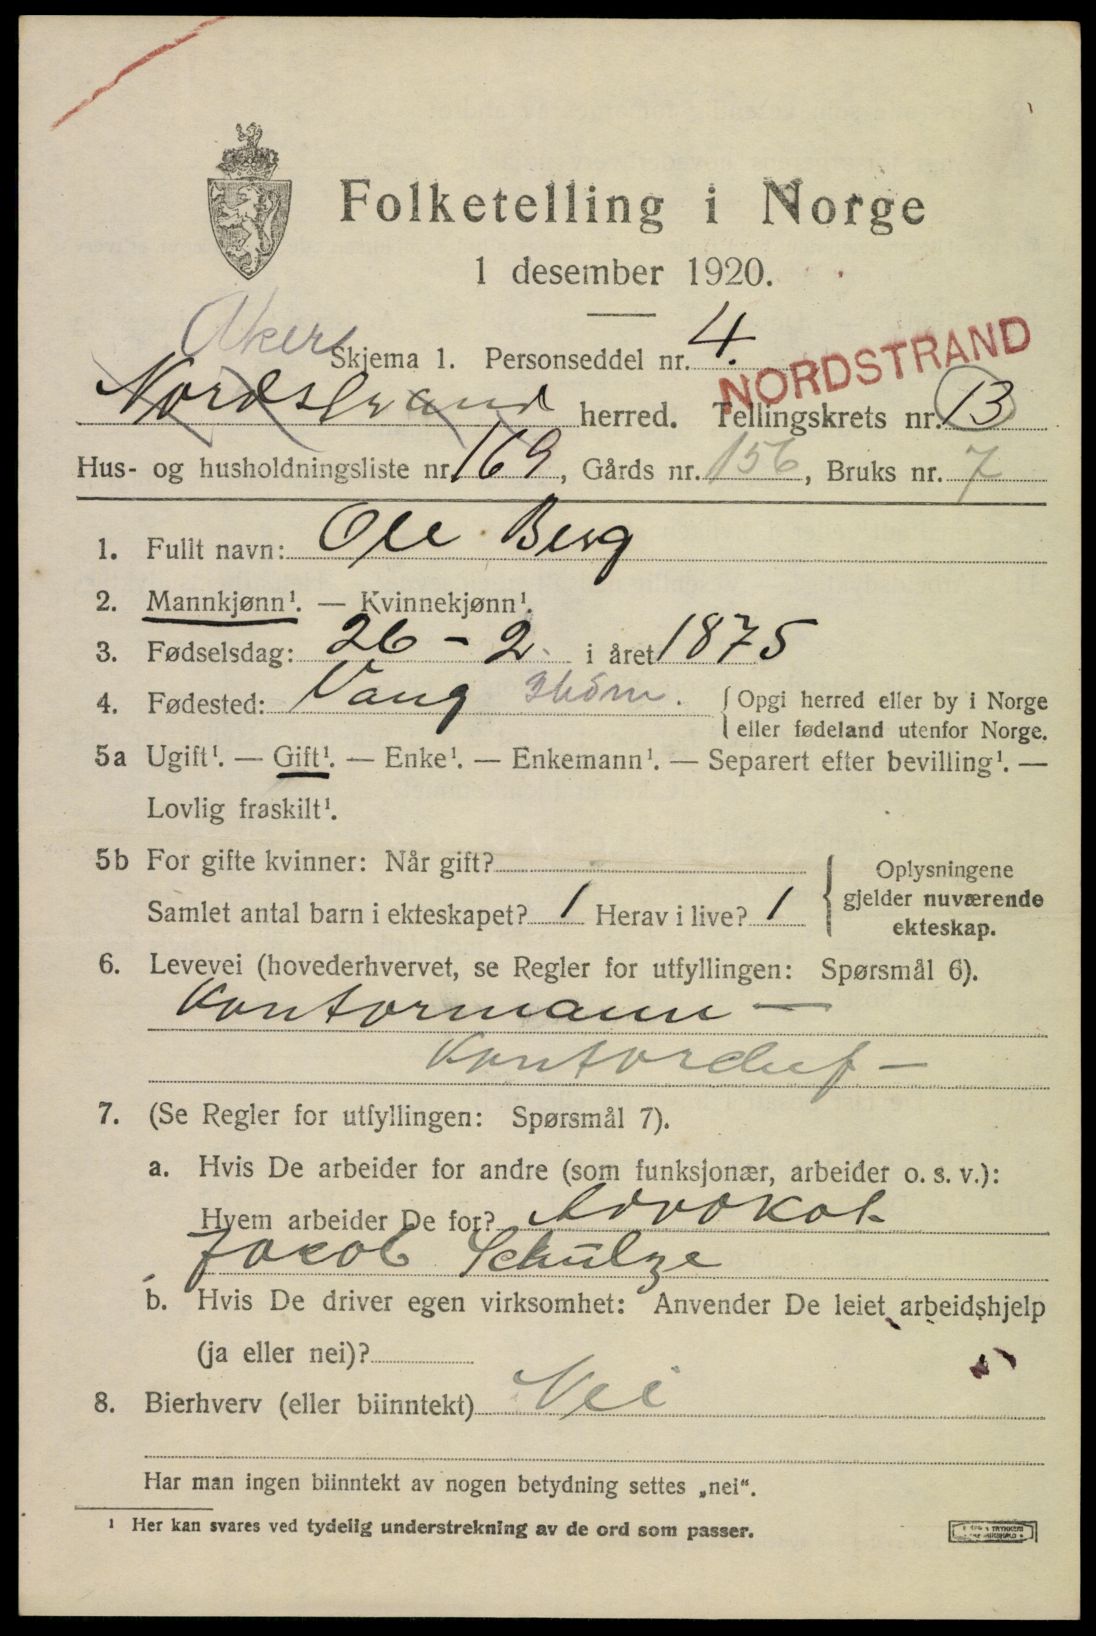 Folketelling i Norge
1 desember 1920.
Akers
Skjema 1. Personseddel nr. 4.
NORDSTRAND
Nordstrand herred. Tellingskrets nr. 13
Hus- og husholdningsliste nr. 169, Gårds nr. 156, Bruks nr. 7
1. Fullt navn: Ole Berg
2. Mannkjønn¹. — Kvinnekjønn¹.
3. Fødselsdag: 26 - 2. i året 1875
4. Fødested: Vang { Opgi herred eller by i Norge
{ eller fødeland utenfor Norge.
5a Ugift¹. — Gift¹. — Enke¹. — Enkemann¹. — Separert efter bevilling¹. —
Lovlig fraskilt¹.
5b For gifte kvinner: Når gift?
Samlet antal barn i ekteskapet? 1 Herav i live? 1
{ Oplysningene
gjelder nuværende
ekteskap.
6. Levevei (hovederhvervet, se Regler for utfyllingen: Spørsmål 6).
Kontormann —
Kontorchef —
7. (Se Regler for utfyllingen: Spørsmål 7).
a. Hvis De arbeider for andre (som funksjonær, arbeider o. s. v.):
Hvem arbeider De for? Advokat
Jacob Schulze
b. Hvis De driver egen virksomhet: Anvender De leiet arbeidshjelp
(ja eller nei)?
8. Bierhverv (eller biinntekt) Nei
Har man ingen biinntekt av nogen betydning settes „nei“.
¹ Her kan svares ved tydelig understrekning av de ord som passer.